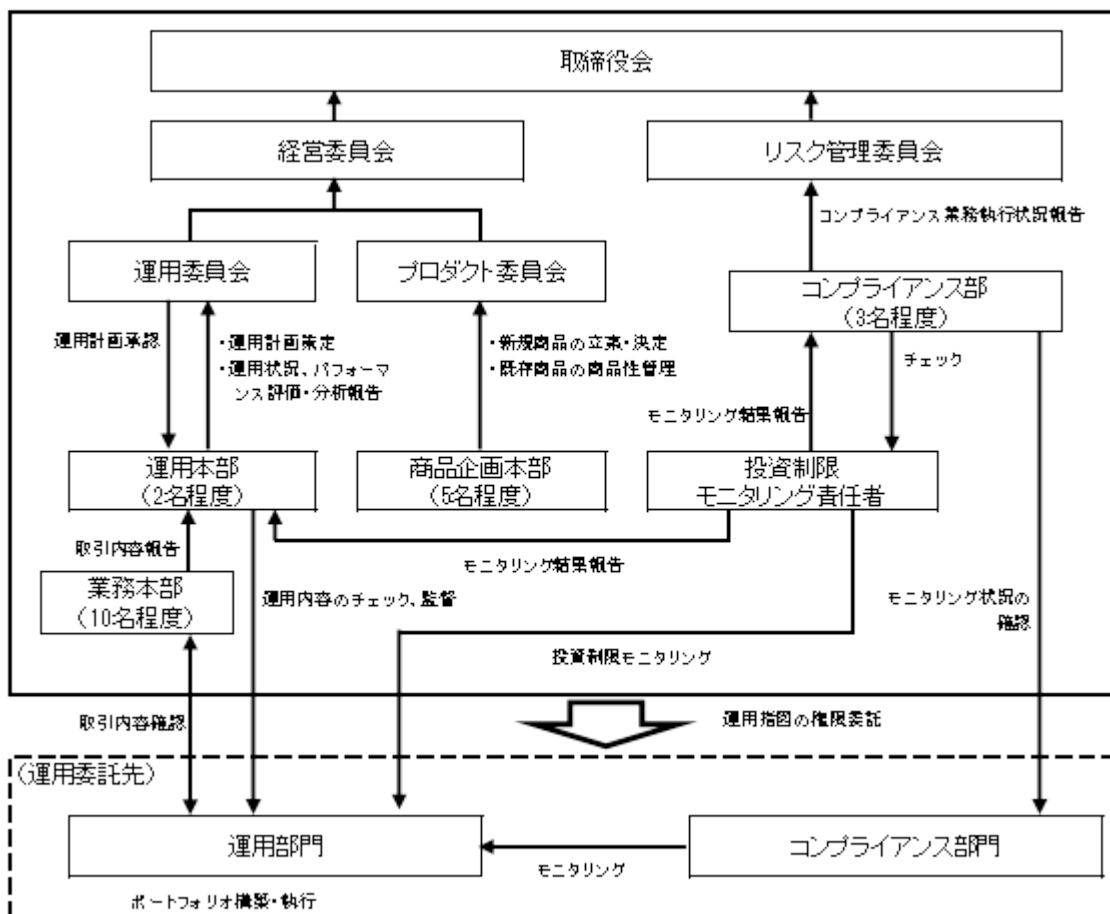 取締役会
経営委員会
リスク管理委員会
コンプライアンス業務執行状況報告
運用委員会
プロダクト委員会
コンプライアンス部
(3名程度)
運用計画承認
・運用計画策定
・運用状況、パフォーマ
ンス評価・分析報告
・新規商品の立案・決定
・既存商品の商品性管理
チェック
モニタリング結果報告
運用本部
(2名程度)
商品企画本部
(5名程度)
投資制限
モニタリング責任者
取引内容報告
モニタリング結果報告
業務本部
(10名程度)
運用内容のチェック、監督
モニタリング状況の
確認
投資制限モニタリング
取引内容確認
運用指図の権限委託
(運用委託先)
運用部門
コンプライアンス部門
モニタリング
ポートフォリオ構築・執行